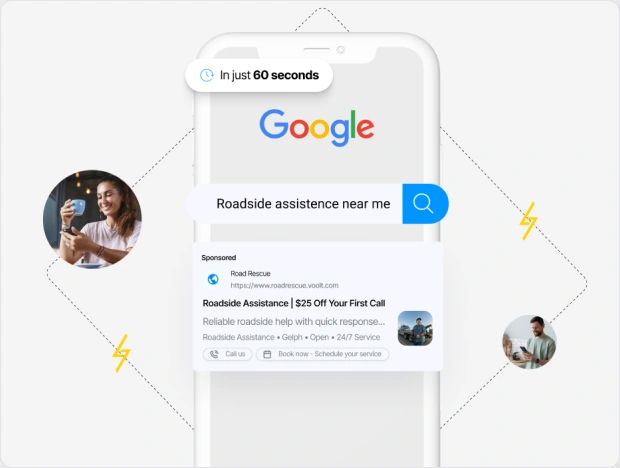 In just 60 seconds
Google
Roadside assistence near me
Sponsored
Road Rescue
https://www.roadrescue.voolt.com
Roadside Assistance | $25 Off Your First Call
Reliable roadside help with quick response...
Roadside Assistance • Gelph • Open • 24/7 Service
Call us
Book now - Schedule your service